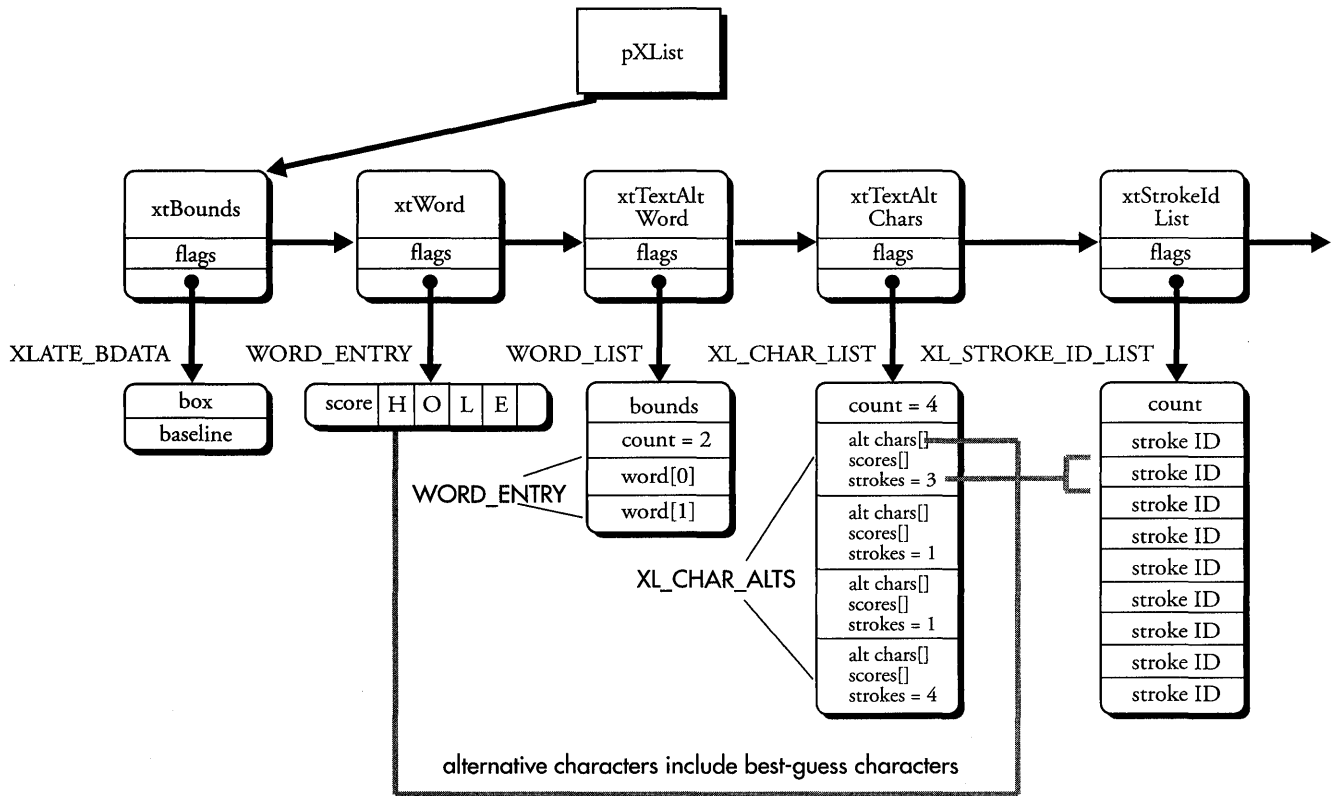 pXList
xtBounds
flags
xtWord
flags
xtTextAlt
Word
flags
xtTextAlt
Chars
flags
xtStrokeId
List
flags
XLATE_BDATA
WORD_ENTRY
WORD_LIST
XL_CHAR_LIST
XL_STROKE_ID_LIST
box
baseline
score H O L E
bounds
count = 2
word[0]
word[1]
WORD_ENTRY
count = 4
alt chars[]
scores[]
strokes = 3
alt chars[]
scores[]
strokes = 1
alt chars[]
scores[]
strokes = 1
alt chars[]
scores[]
strokes = 4
XL_CHAR_ALTS
count
stroke ID
stroke ID
stroke ID
stroke ID
stroke ID
stroke ID
stroke ID
stroke ID
stroke ID
alternative characters include best-guess characters